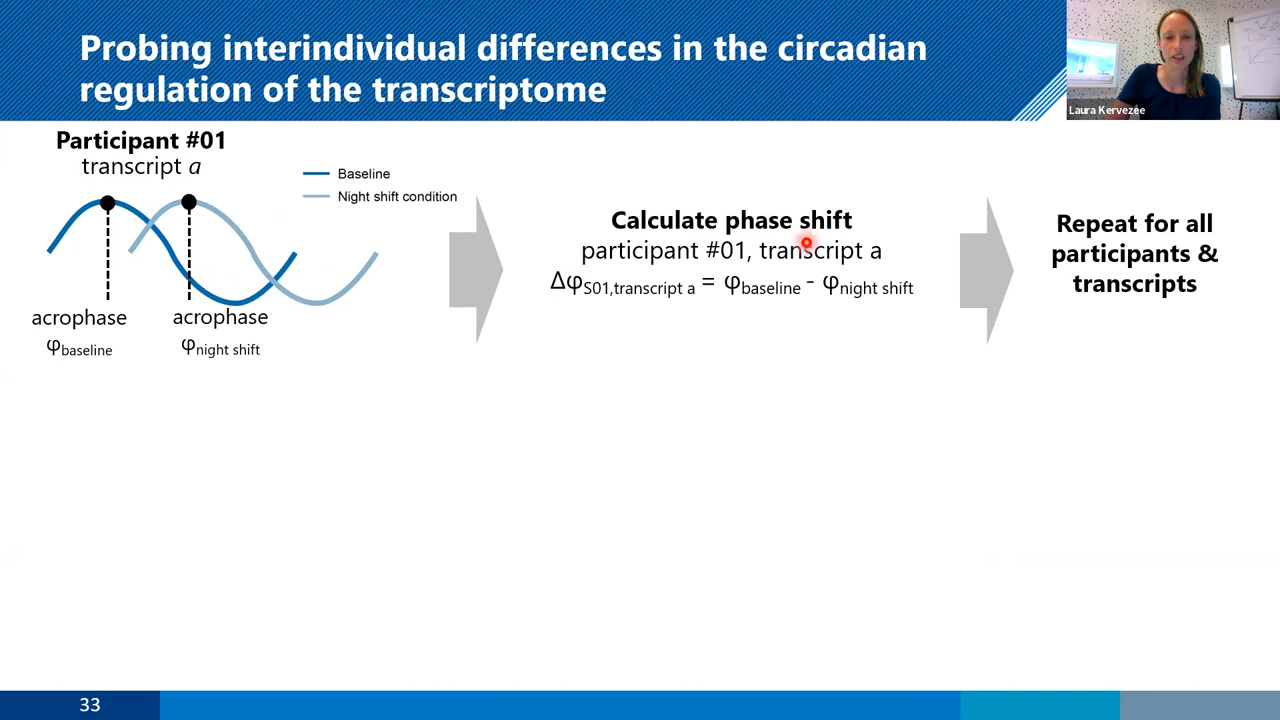 Probing interindividual differences in the circadian
regulation of the transcriptome
Laura Kervezee
Participant #01
transcript a
Baseline
Night shift condition
acrophase
φbaseline
acrophase
φnight shift
Calculate phase shift
participant #01, transcript a
ΔφS01,transcript a = φbaseline - φnight shift
Repeat for all
participants &
transcripts
33